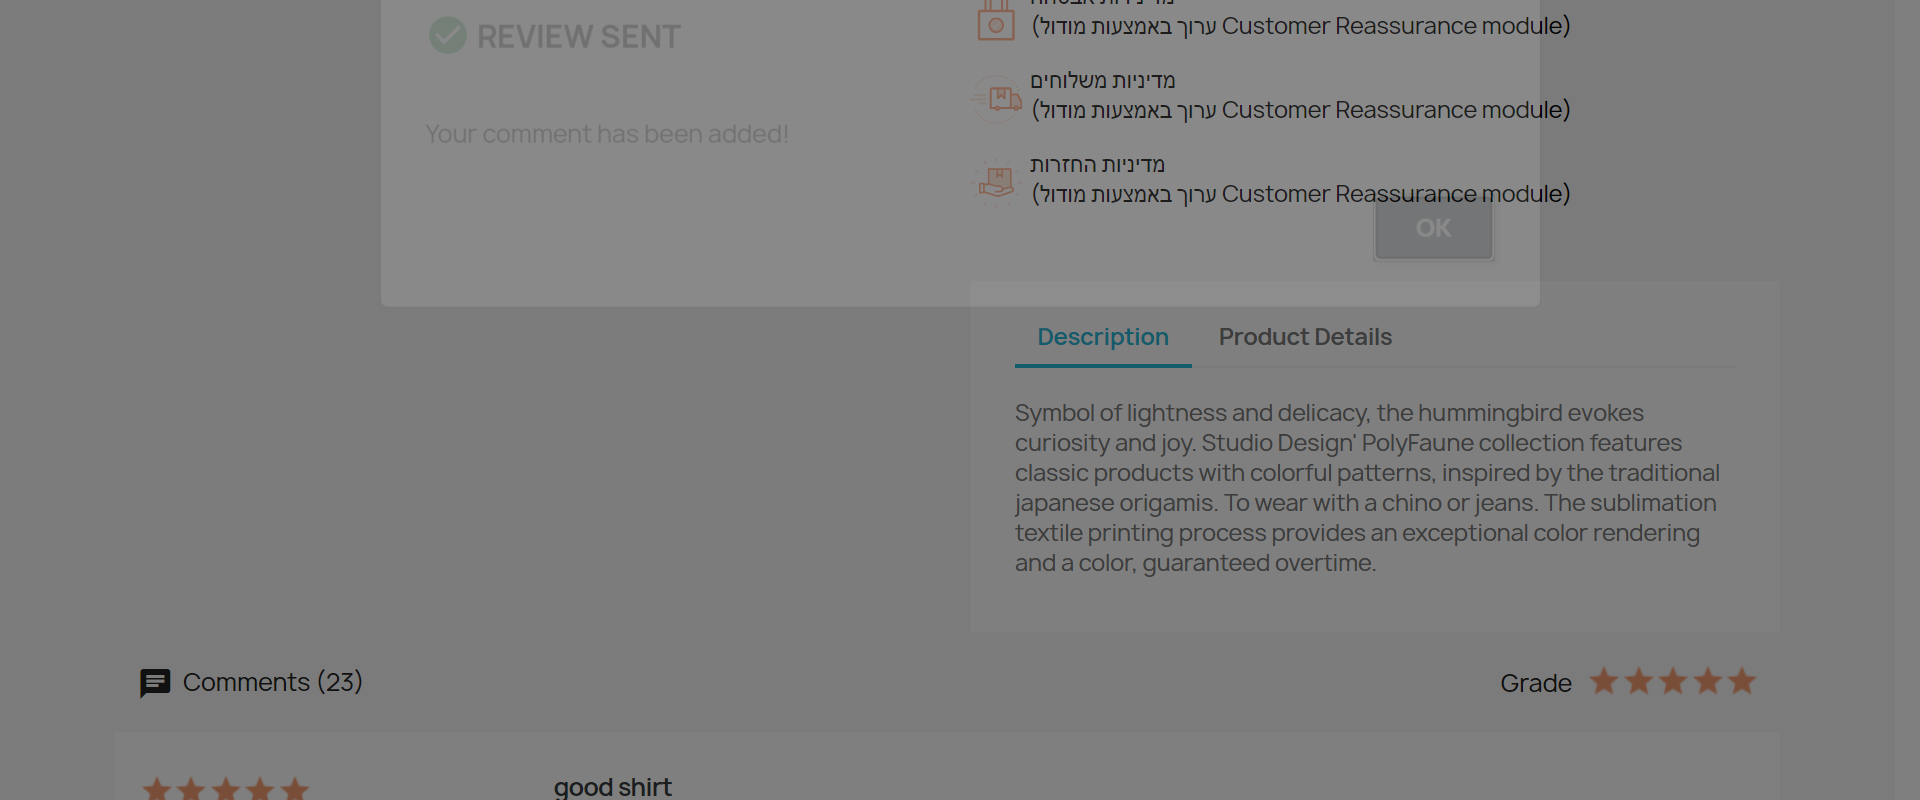 REVIEW SENT
Your comment has been added!
(ערוך באמצעות מודול Customer Reassurance module)
מדיניות משלוחים
(ערוך באמצעות מודול Customer Reassurance module)
מדיניות החזרות
(ערוך באמצעות מודול Customer Reassurance module)
OK
Description Product Details
Symbol of lightness and delicacy, the hummingbird evokes
curiosity and joy. Studio Design' PolyFaune collection features
classic products with colorful patterns, inspired by the traditional
japanese origamis. To wear with a chino or jeans. The sublimation
textile printing process provides an exceptional color rendering
and a color, guaranteed overtime.
Comments (23)
Grade
good shirt